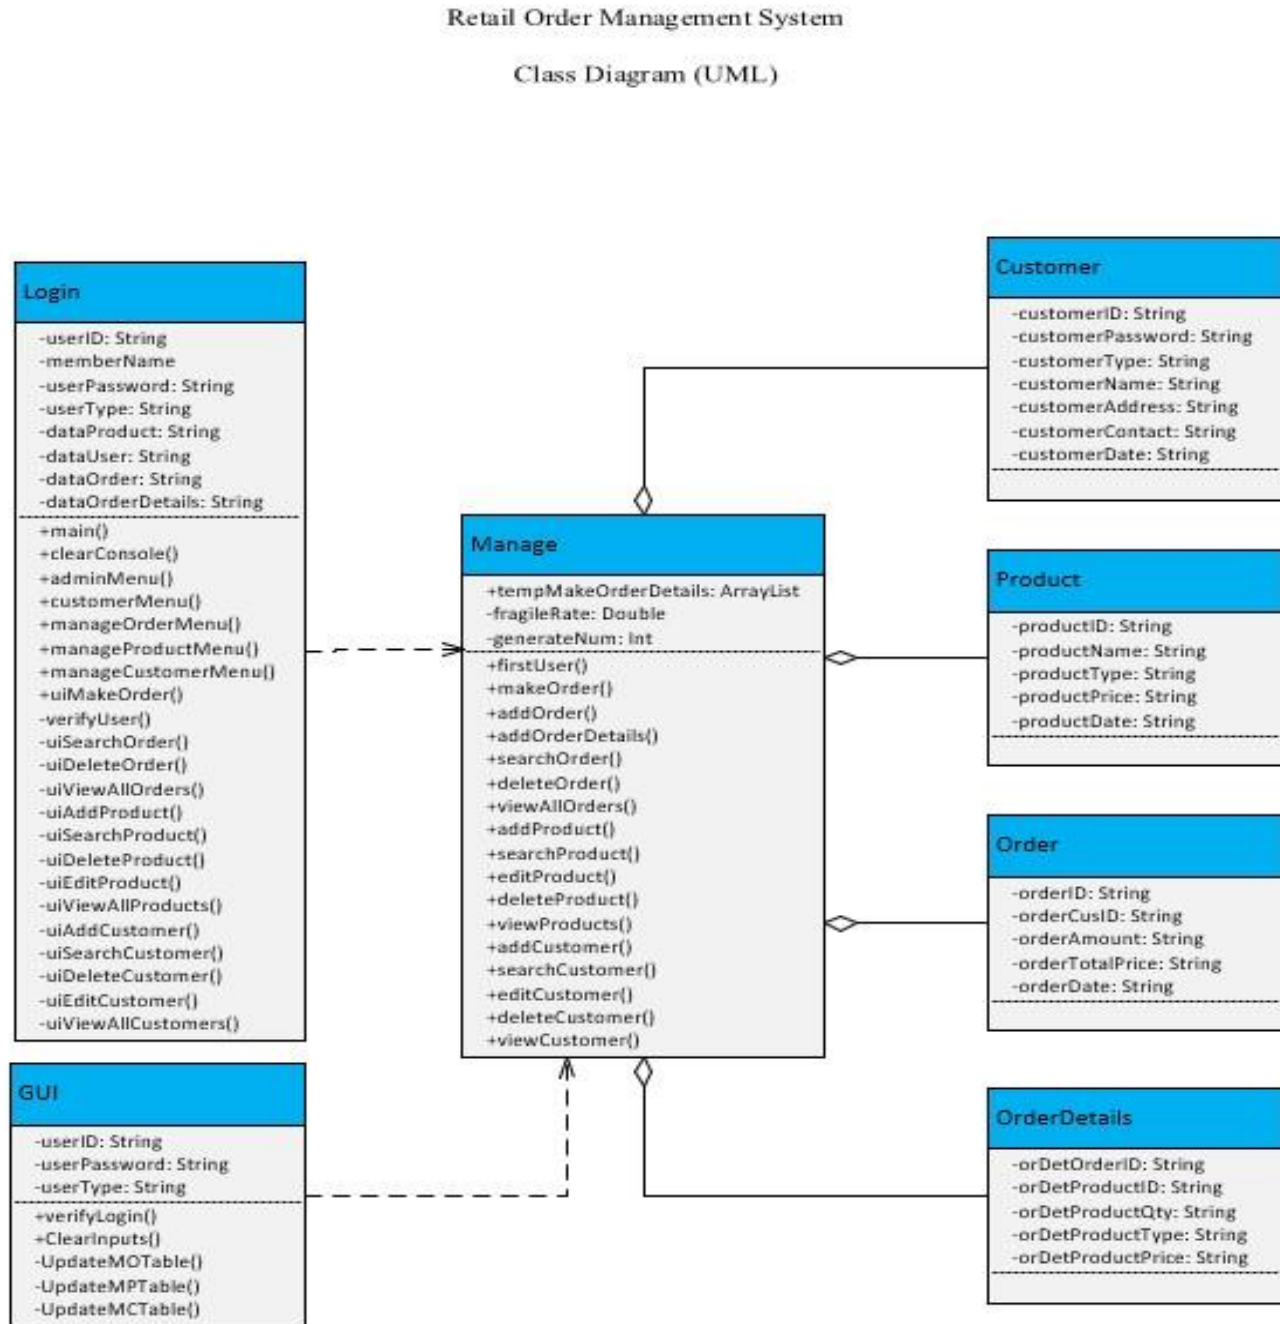 Retail Order Management System
Class Diagram (UML)
Login
-userID: String
-memberName
-userPassword: String
-userType: String
-dataProduct: String
-dataUser: String
-dataOrder: String
-dataOrderDetails: String
+main()
+clearConsole()
+adminMenu()
+customerMenu()
+manageOrderMenu()
+manageProductMenu()
+manageCustomerMenu()
+uiMakeOrder()
-verifyUser()
-uiSearchOrder()
-uiDeleteOrder()
-uiViewAllOrders()
-uiAddProduct()
-uiSearchProduct()
-uiDeleteProduct()
-uiEditProduct()
-uiViewAllProducts()
-uiAddCustomer()
-uiSearchCustomer()
-uiDeleteCustomer()
-uiEditCustomer()
-uiViewAllCustomers()
GUI
-userID: String
-userPassword: String
-userType: String
+verifyLogin()
+ClearInputs()
-UpdateMOTable()
-UpdateMPTable()
-UpdateMCTable()
Manage
+tempMakeOrderDetails: ArrayList
-fragileRate: Double
-generateNum: Int
+firstUser()
+makeOrder()
+addOrder()
+addOrderDetails()
+searchOrder()
+deleteOrder()
+viewAllOrders()
+addProduct()
+searchProduct()
+editProduct()
+deleteProduct()
+viewProducts()
+addCustomer()
+searchCustomer()
+editCustomer()
+deleteCustomer()
+viewCustomer()
Customer
-customerID: String
-customerPassword: String
-customerType: String
-customerName: String
-customerAddress: String
-customerContact: String
-customerDate: String
Product
-productID: String
-productName: String
-productType: String
-productPrice: String
-productDate: String
Order
-orderID: String
-orderCusID: String
-orderAmount: String
-orderTotalPrice: String
-orderDate: String
OrderDetails
-orDetOrderID: String
-orDetProductID: String
-orDetProductQty: String
-orDetProductType: String
-orDetProductPrice: String